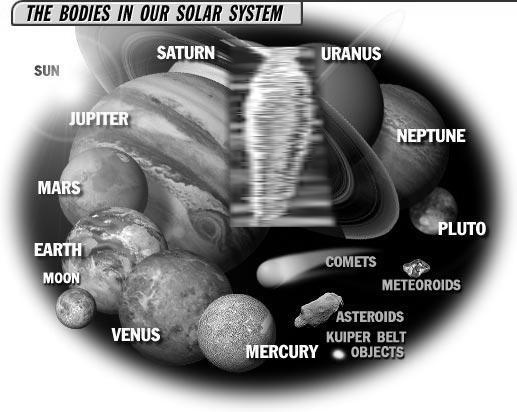 THE BODIES IN OUR SOLAR SYSTEM
SATURN
URANUS
SUN
JUPITER
NEPTUNE
MARS
PLUTO
EARTH
COMETS
MOON
METEOROIDS
ASTEROIDS
VENUS
KUIPER BELT
OBJECTS
MERCURY